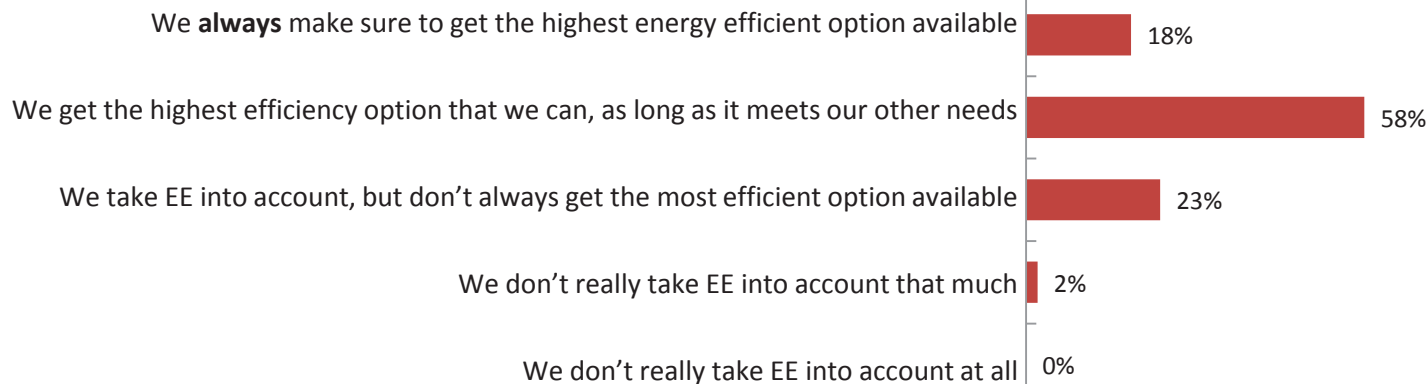 We always make sure to get the highest energy efficient option available 18%
We get the highest efficiency option that we can, as long as it meets our other needs 58%
We take EE into account, but don’t always get the most efficient option available 23%
We don’t really take EE into account that much 2%
We don’t really take EE into account at all 0%